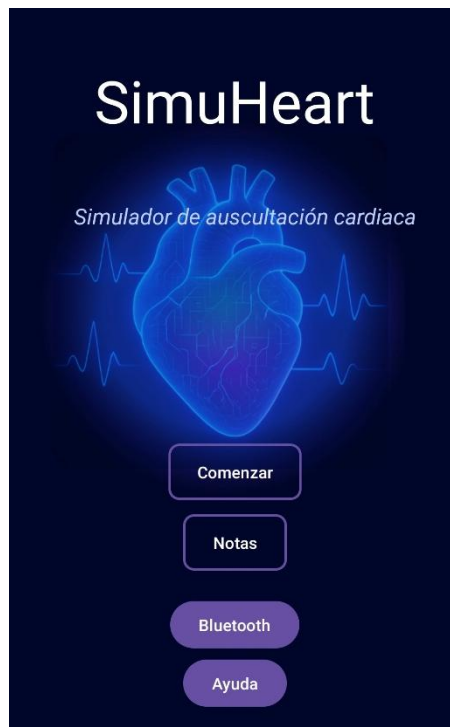 SimuHeart
Simulador de auscultación cardiaca
Comenzar
Notas
Bluetooth
Ayuda